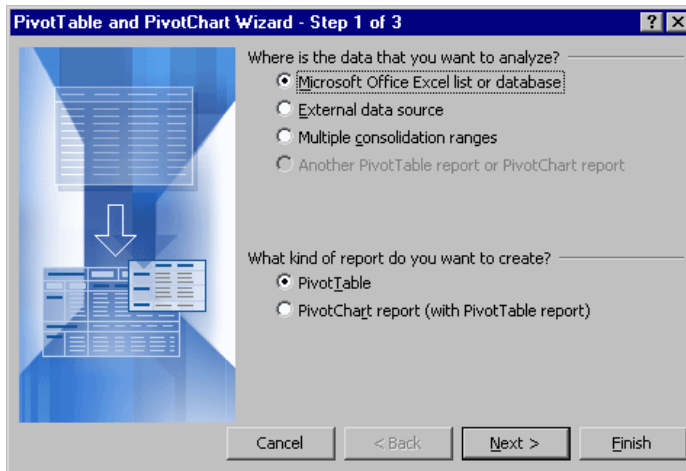 PivotTable and PivotChart Wizard - Step 1 of 3
Where is the data that you want to analyze?
Microsoft Office Excel list or database
External data source
Multiple consolidation ranges
Another PivotTable report or PivotChart report
What kind of report do you want to create?
PivotTable
PivotChart report (with PivotTable report)
Cancel < Back Next > Finish